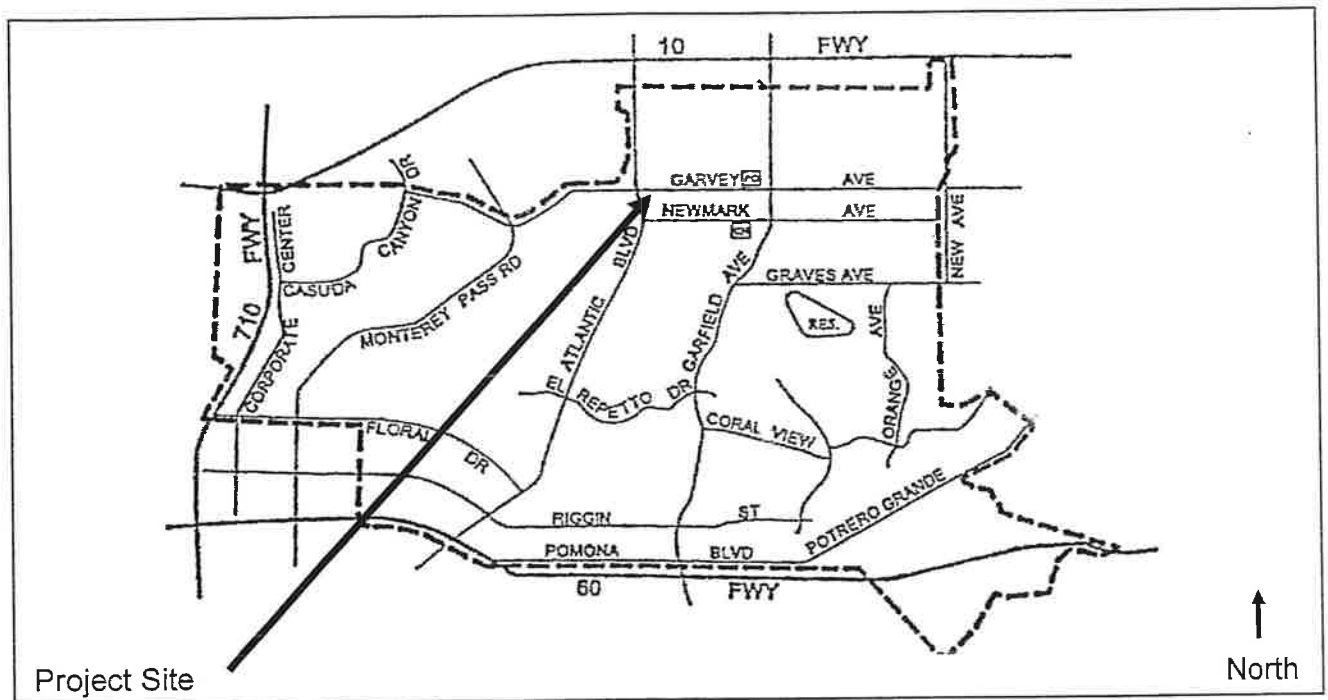 10 FWY
GARVEY AVE
NEWMARK AVE
NEW AVE
GRAVES AVE
RES.
ORANGE AVE
GARFIELD AVE
ATLANTIC BLVD
CANYON DR
MONTEREY PASS RD
CASUDA
CENTER
CORPORATE
710 FWY
EL REPETTO DR
CORAL VIEW
FLORAL DR
RIGGIN ST
POTRERO GRANDE
POMONA BLVD
60 FWY
Project Site
North